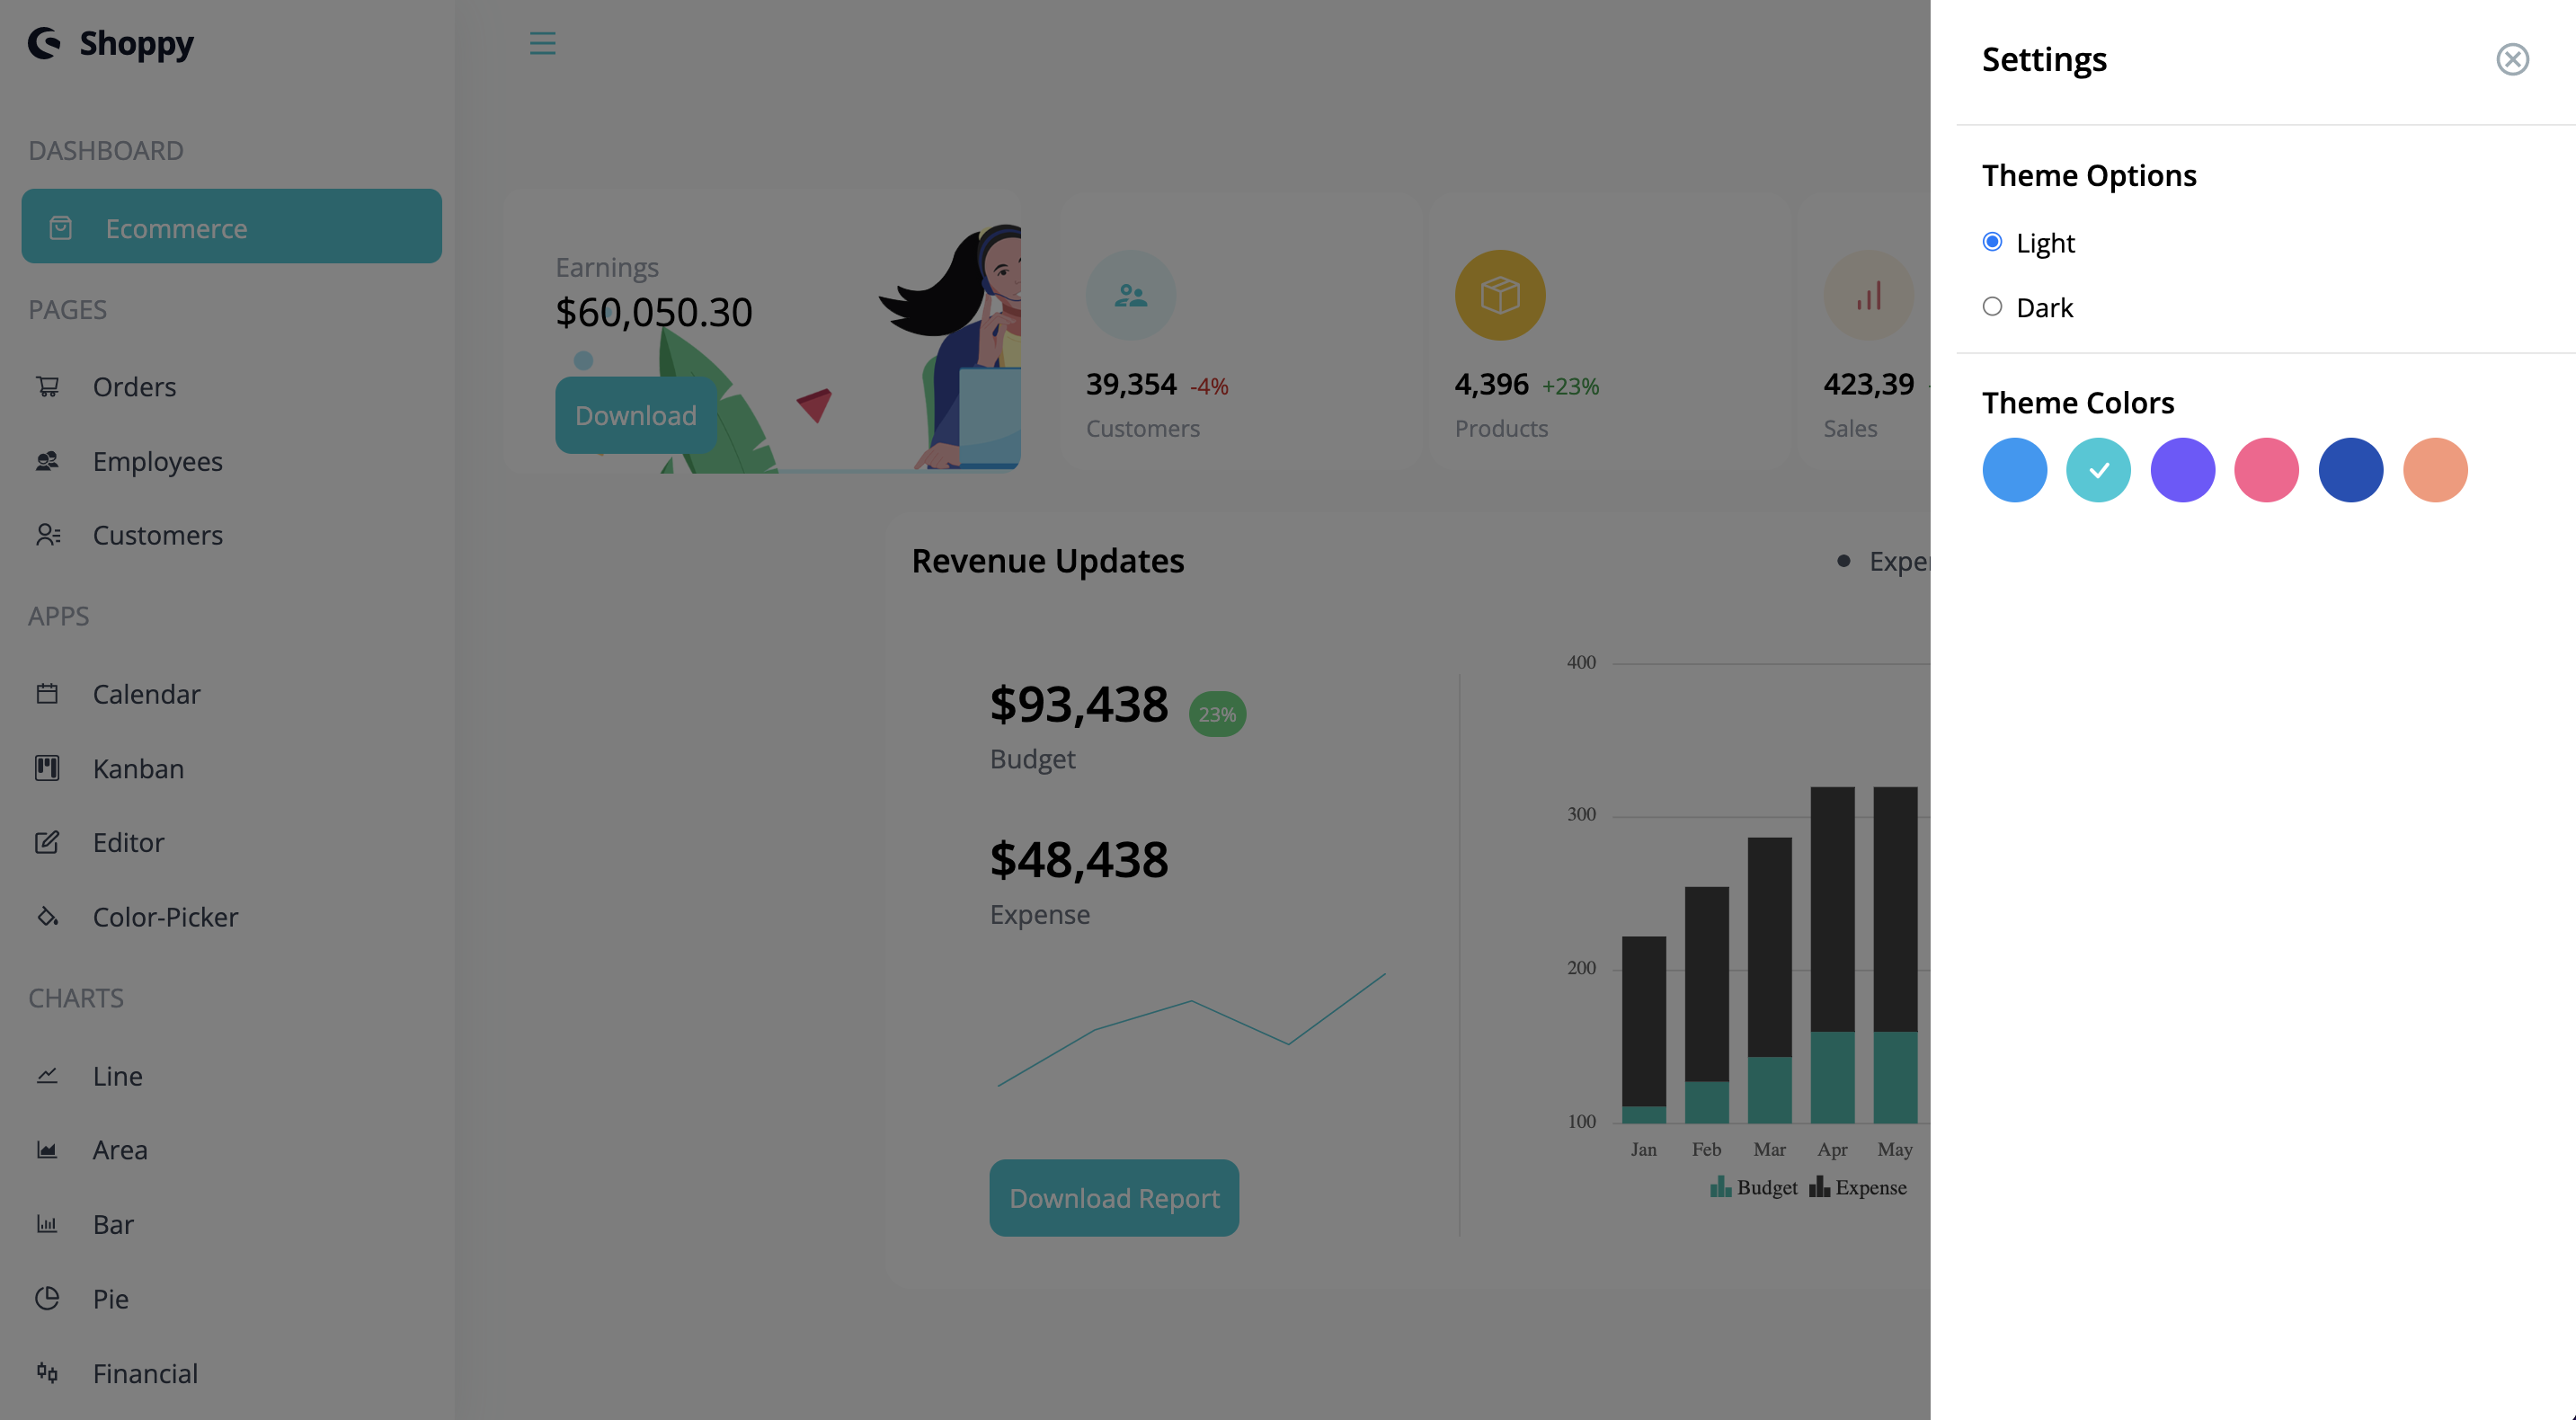 Shoppy
DASHBOARD
Ecommerce
PAGES
Orders
Employees
Customers
APPS
Calendar
Kanban
Editor
Color-Picker
CHARTS
Line
Area
Bar
Pie
Financial
Earnings
$60,050.30
Download
39,354 -4%
Customers
4,396 +23%
Products
423,39
Sales
Revenue Updates
$93,438 23%
Budget
$48,438
Expense
Download Report
400
300
200
100
Jan Feb Mar Apr May
Budget Expense
Settings
Theme Options
Light
Dark
Theme Colors